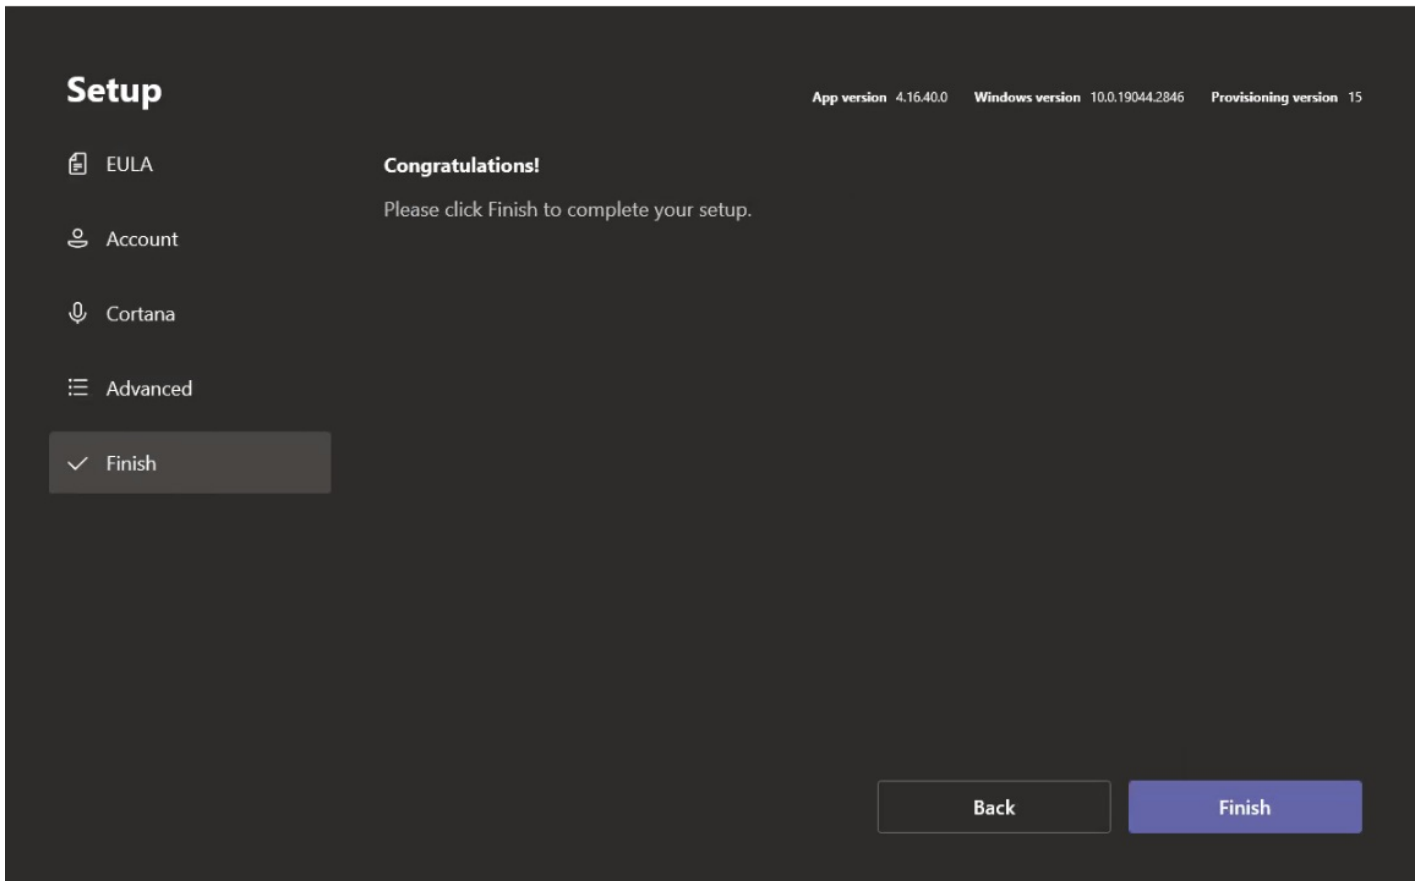 Setup
App version 4.16.40.0 Windows version 10.0.19044.2846 Provisioning version 15
EULA
Account
Cortana
Advanced
Finish
Congratulations!
Please click Finish to complete your setup.
Back
Finish